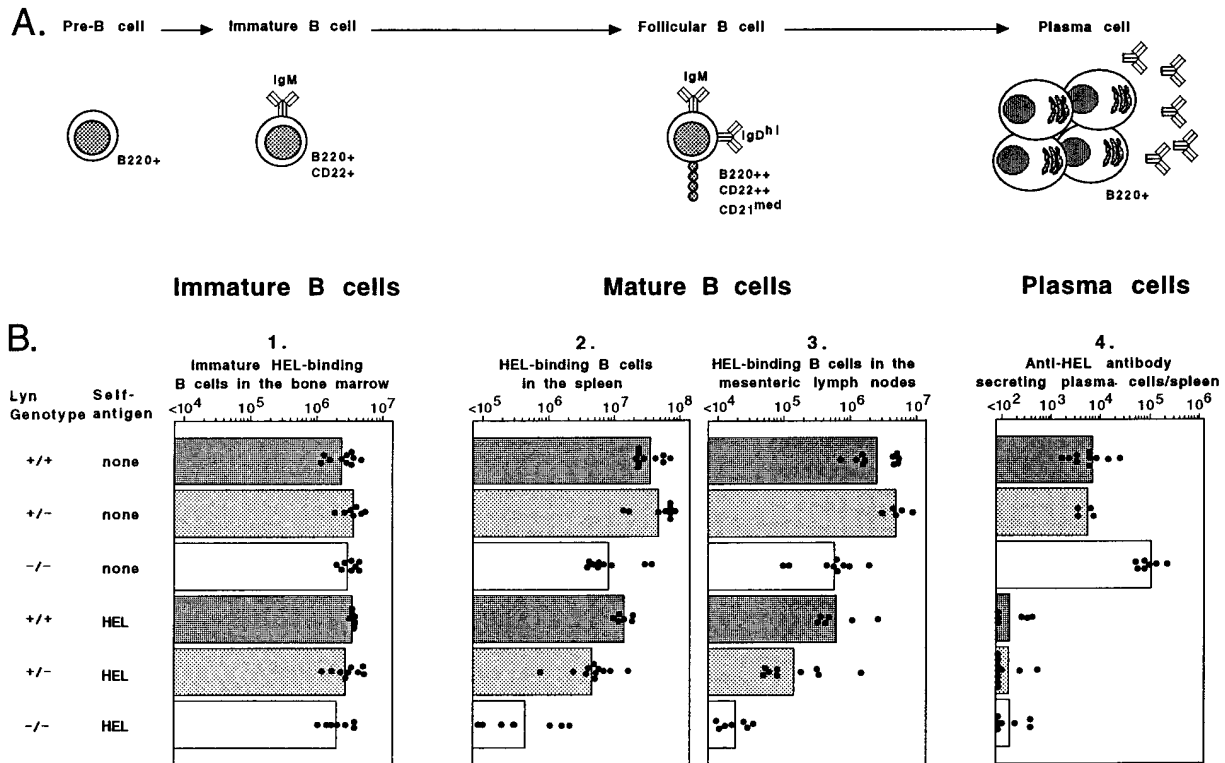 A.
Pre-B cell
Immature B cell
Follicular B cell
Plasma cell
IgM
IgM
IgD^hi
B220+
B220+
CD22+
B220++
CD22++
CD21^med
B220+
Immature B cells
Mature B cells
Plasma cells
B.
1.
2.
3.
4.
Immature HEL-binding
B cells in the bone marrow
HEL-binding B cells
in the spleen
HEL-binding B cells in the
mesenteric lymph nodes
Anti-HEL antibody
secreting plasma cells/spleen
Lyn
Genotype
Self-
antigen
<10^4 10^5 10^6 10^7
<10^5 10^6 10^7 10^8
<10^4 10^5 10^6 10^7
<10^2 10^3 10^4 10^5 10^6
+/+ none
+/- none
-/- none
+/+ HEL
+/- HEL
-/- HEL